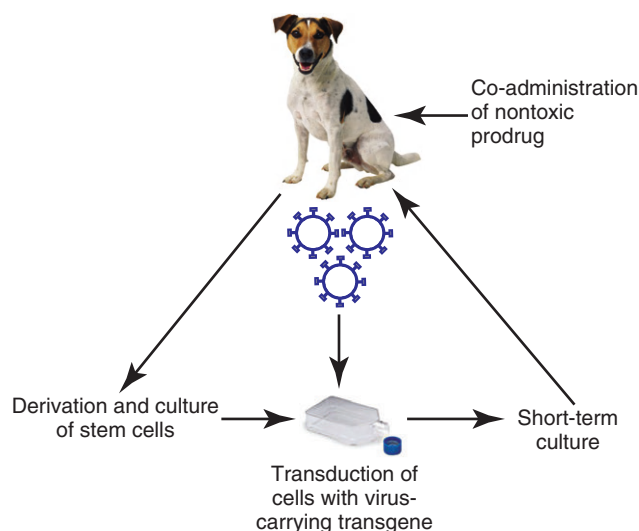 Co-administration
of nontoxic
prodrug
Derivation and culture
of stem cells
Transduction of
cells with virus-
carrying transgene
Short-term
culture